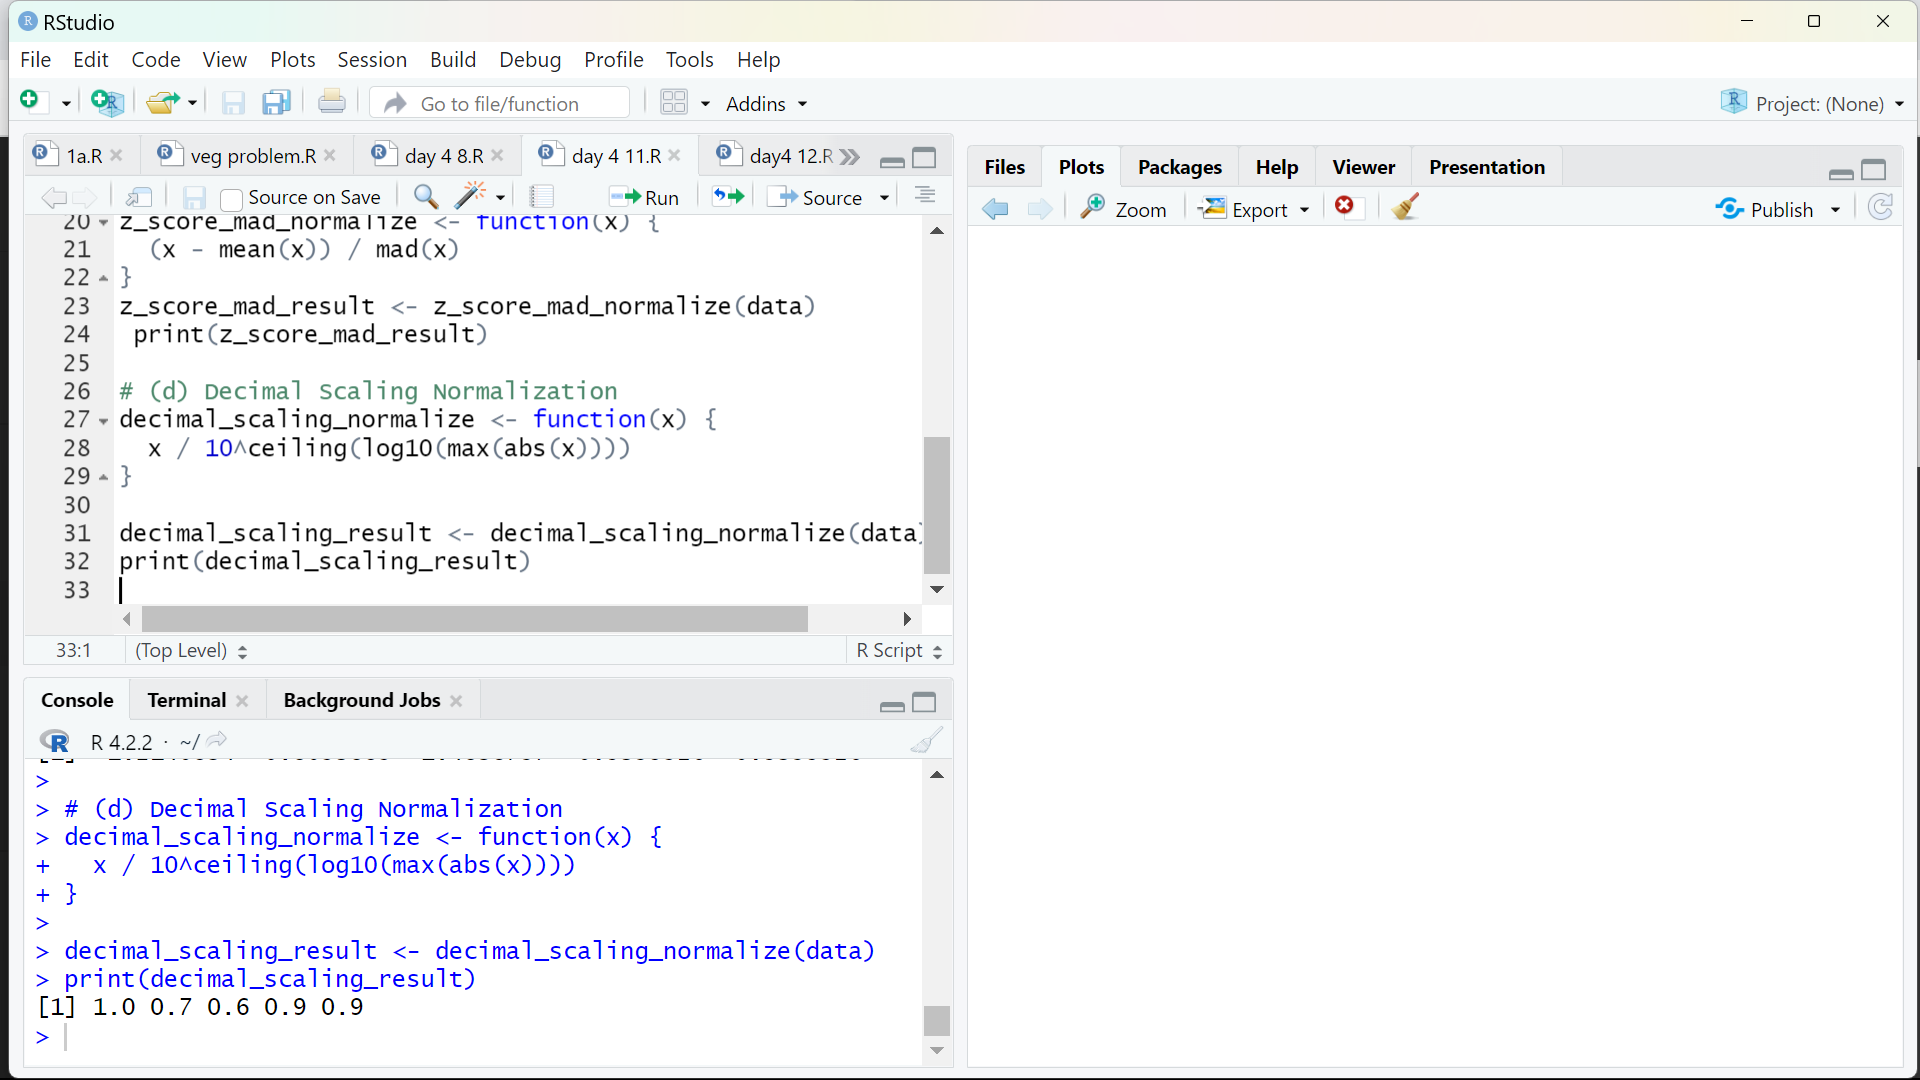 RStudio
File Edit Code View Plots Session Build Debug Profile Tools Help
Go to file/function Addins Project: (None)
1a.R veg problem.R day 4 8.R day 4 11.R day4 12.R
Source on Save Run Source
20 z_score_mad_normalize <- function(x) {
21 (x - mean(x)) / mad(x)
22 }
23 z_score_mad_result <- z_score_mad_normalize(data)
24 print(z_score_mad_result)
25
26 # (d) Decimal Scaling Normalization
27 decimal_scaling_normalize <- function(x) {
28 x / 10^ceiling(log10(max(abs(x))))
29 }
30
31 decimal_scaling_result <- decimal_scaling_normalize(data)
32 print(decimal_scaling_result)
33
33:1 (Top Level) R Script
Console Terminal Background Jobs
R 4.2.2 · ~/
>
> # (d) Decimal Scaling Normalization
> decimal_scaling_normalize <- function(x) {
+ x / 10^ceiling(log10(max(abs(x))))
+ }
>
> decimal_scaling_result <- decimal_scaling_normalize(data)
> print(decimal_scaling_result)
[1] 1.0 0.7 0.6 0.9 0.9
>
Files Plots Packages Help Viewer Presentation
Zoom Export Publish